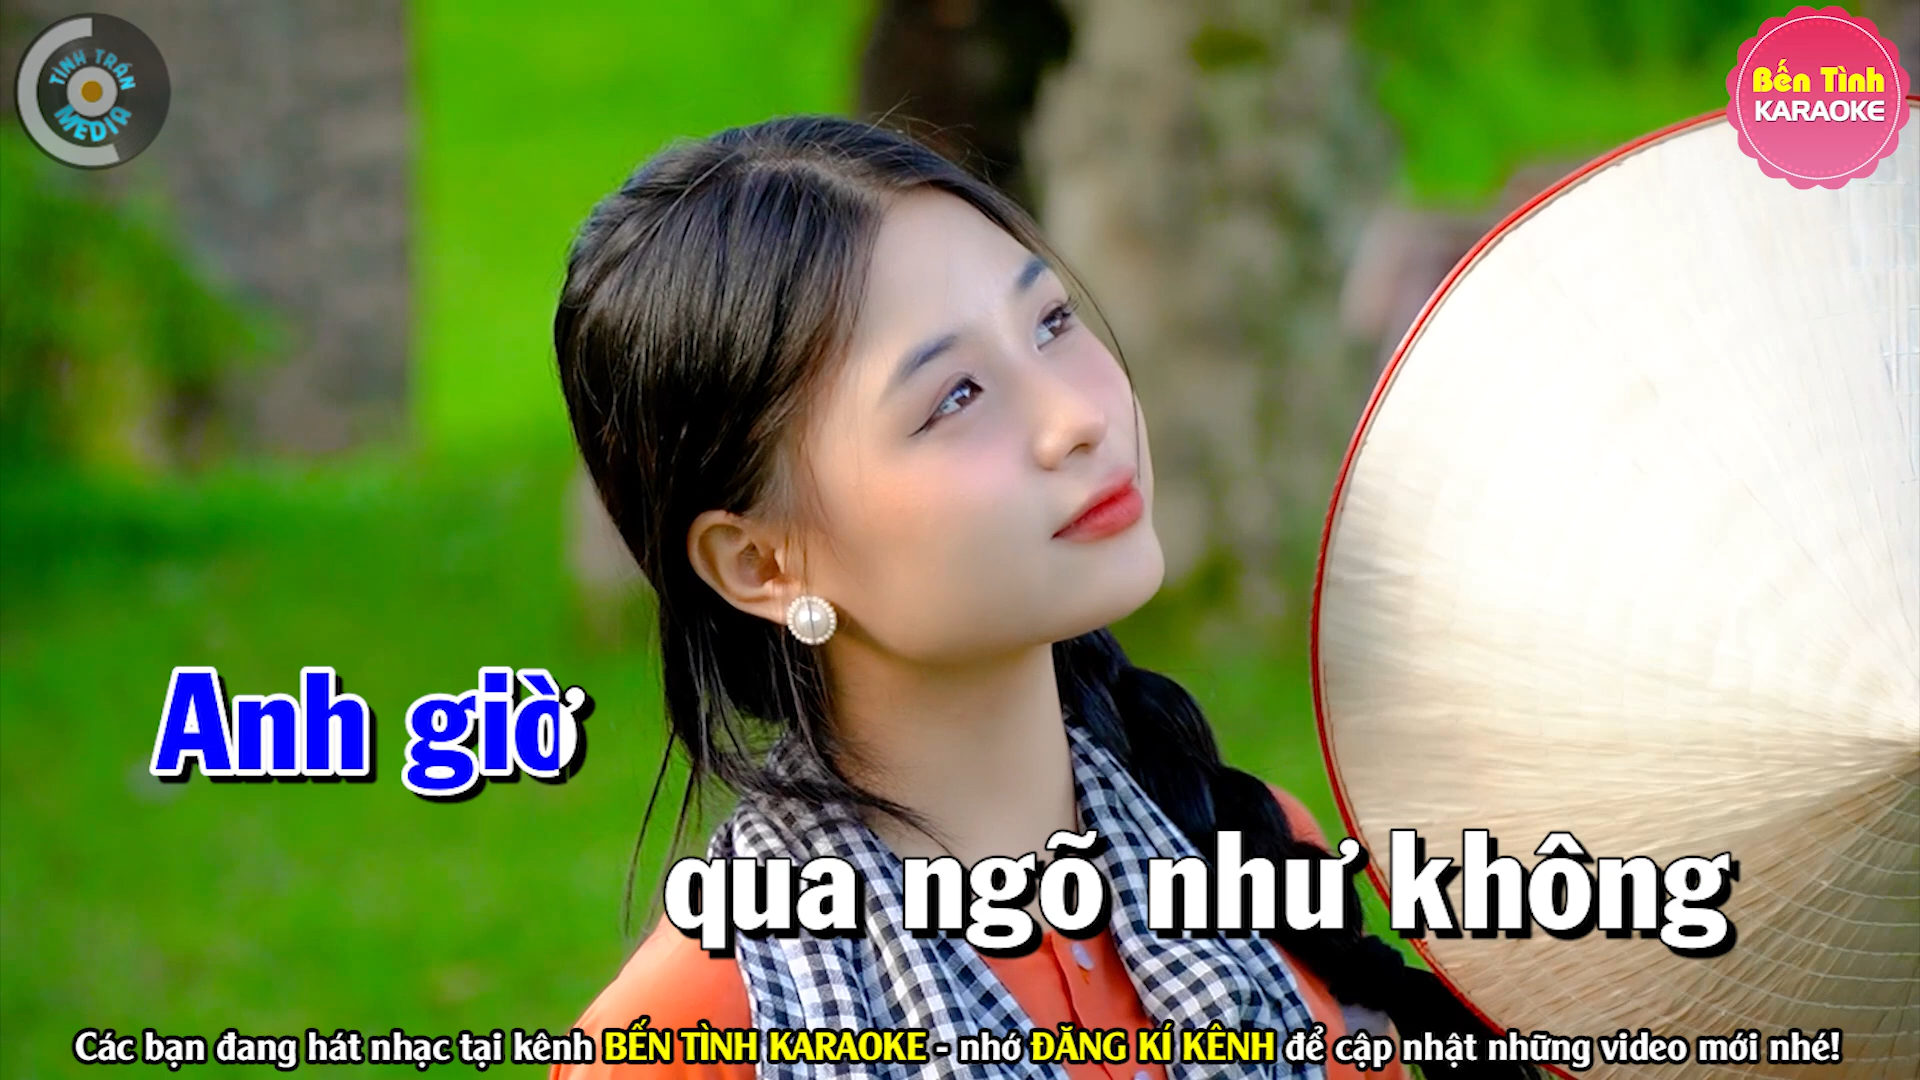 TÌNH TRẦN
MEDIA
Bến Tình
KARAOKE
Anh giờ
qua ngõ như không
Các bạn đang hát nhạc tại kênh BẾN TÌNH KARAOKE - nhớ ĐĂNG KÍ KÊNH để cập nhật những video mới nhé!